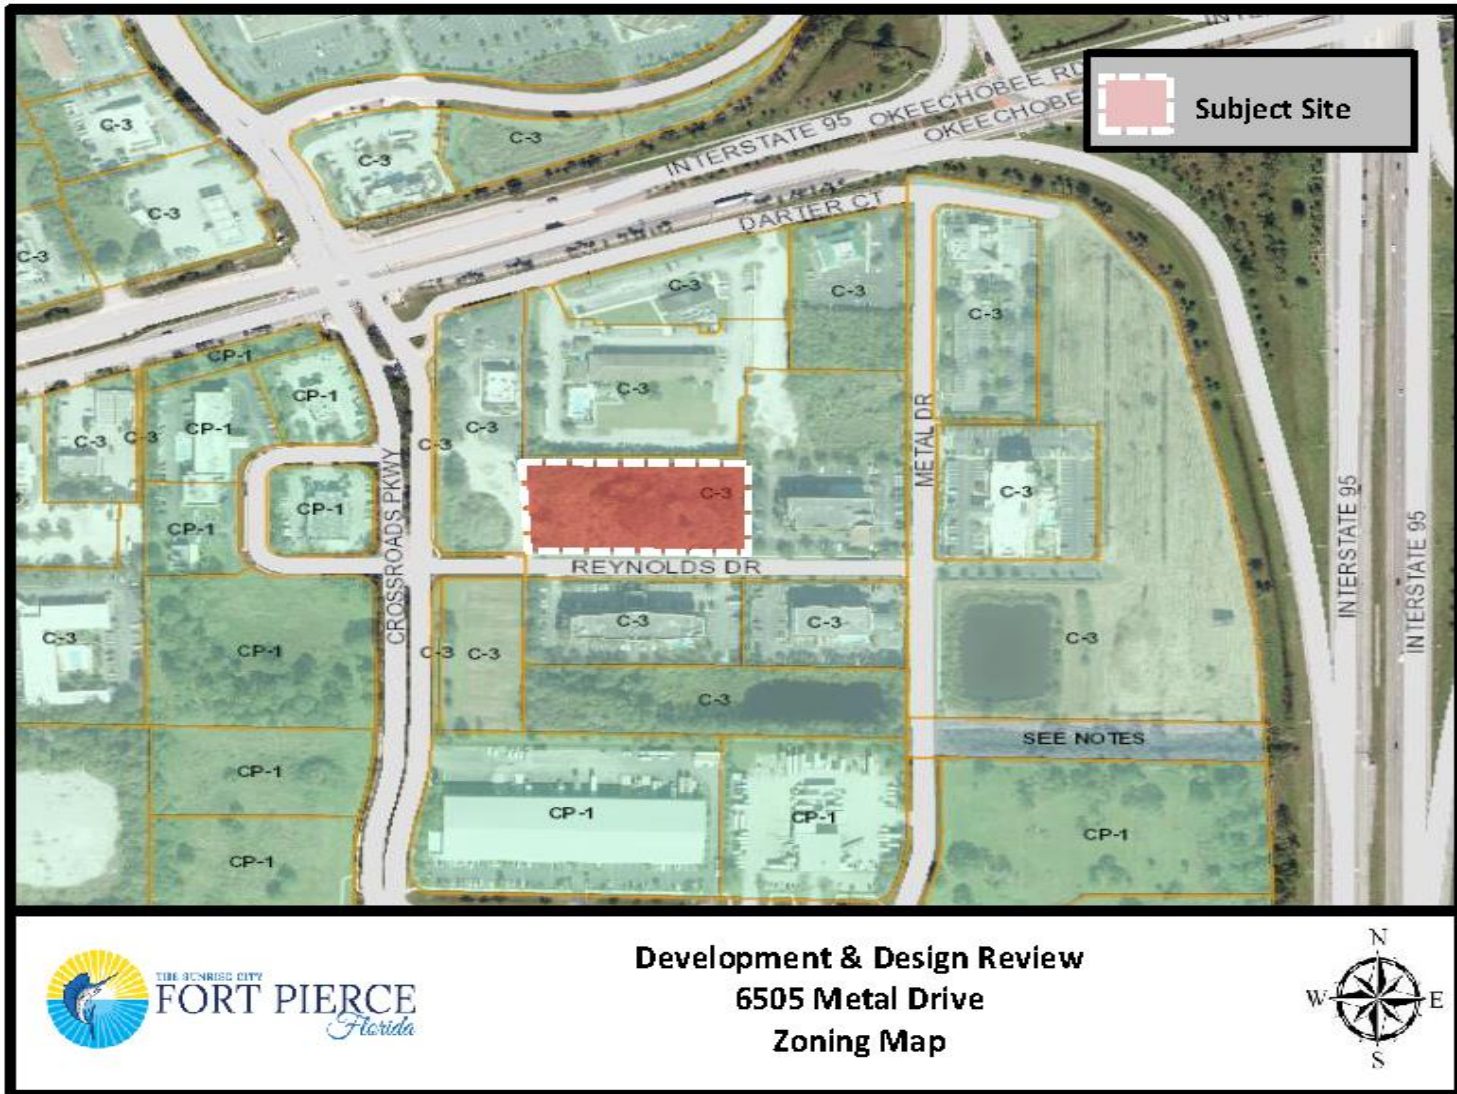 INTERSTATE 95
OKEECHOBEE RD
OKEECHOBE
Subject Site
C-3
C-3
C-3
C-3
C-3
DARTER CT
C-3
C-3
C-3
C-3
C-3
C-3
METAL DR
CP-1
CP-1
CP-1
C-3
C-3
C-3
CROSSROADS PKWY
CP-1
CP-1
C-3
C-3
REYNOLDS DR
INTERSTATE 95
INTERSTATE 95
C-3
CP-1
C-3
C-3
C-3
C-3
C-3
C-3
SEE NOTES
CP-1
CP-1
CP-1
CP-1
CP-1
THE SUNRISE CITY
FORT PIERCE
Florida
Development & Design Review
6505 Metal Drive
Zoning Map
N
W
E
S